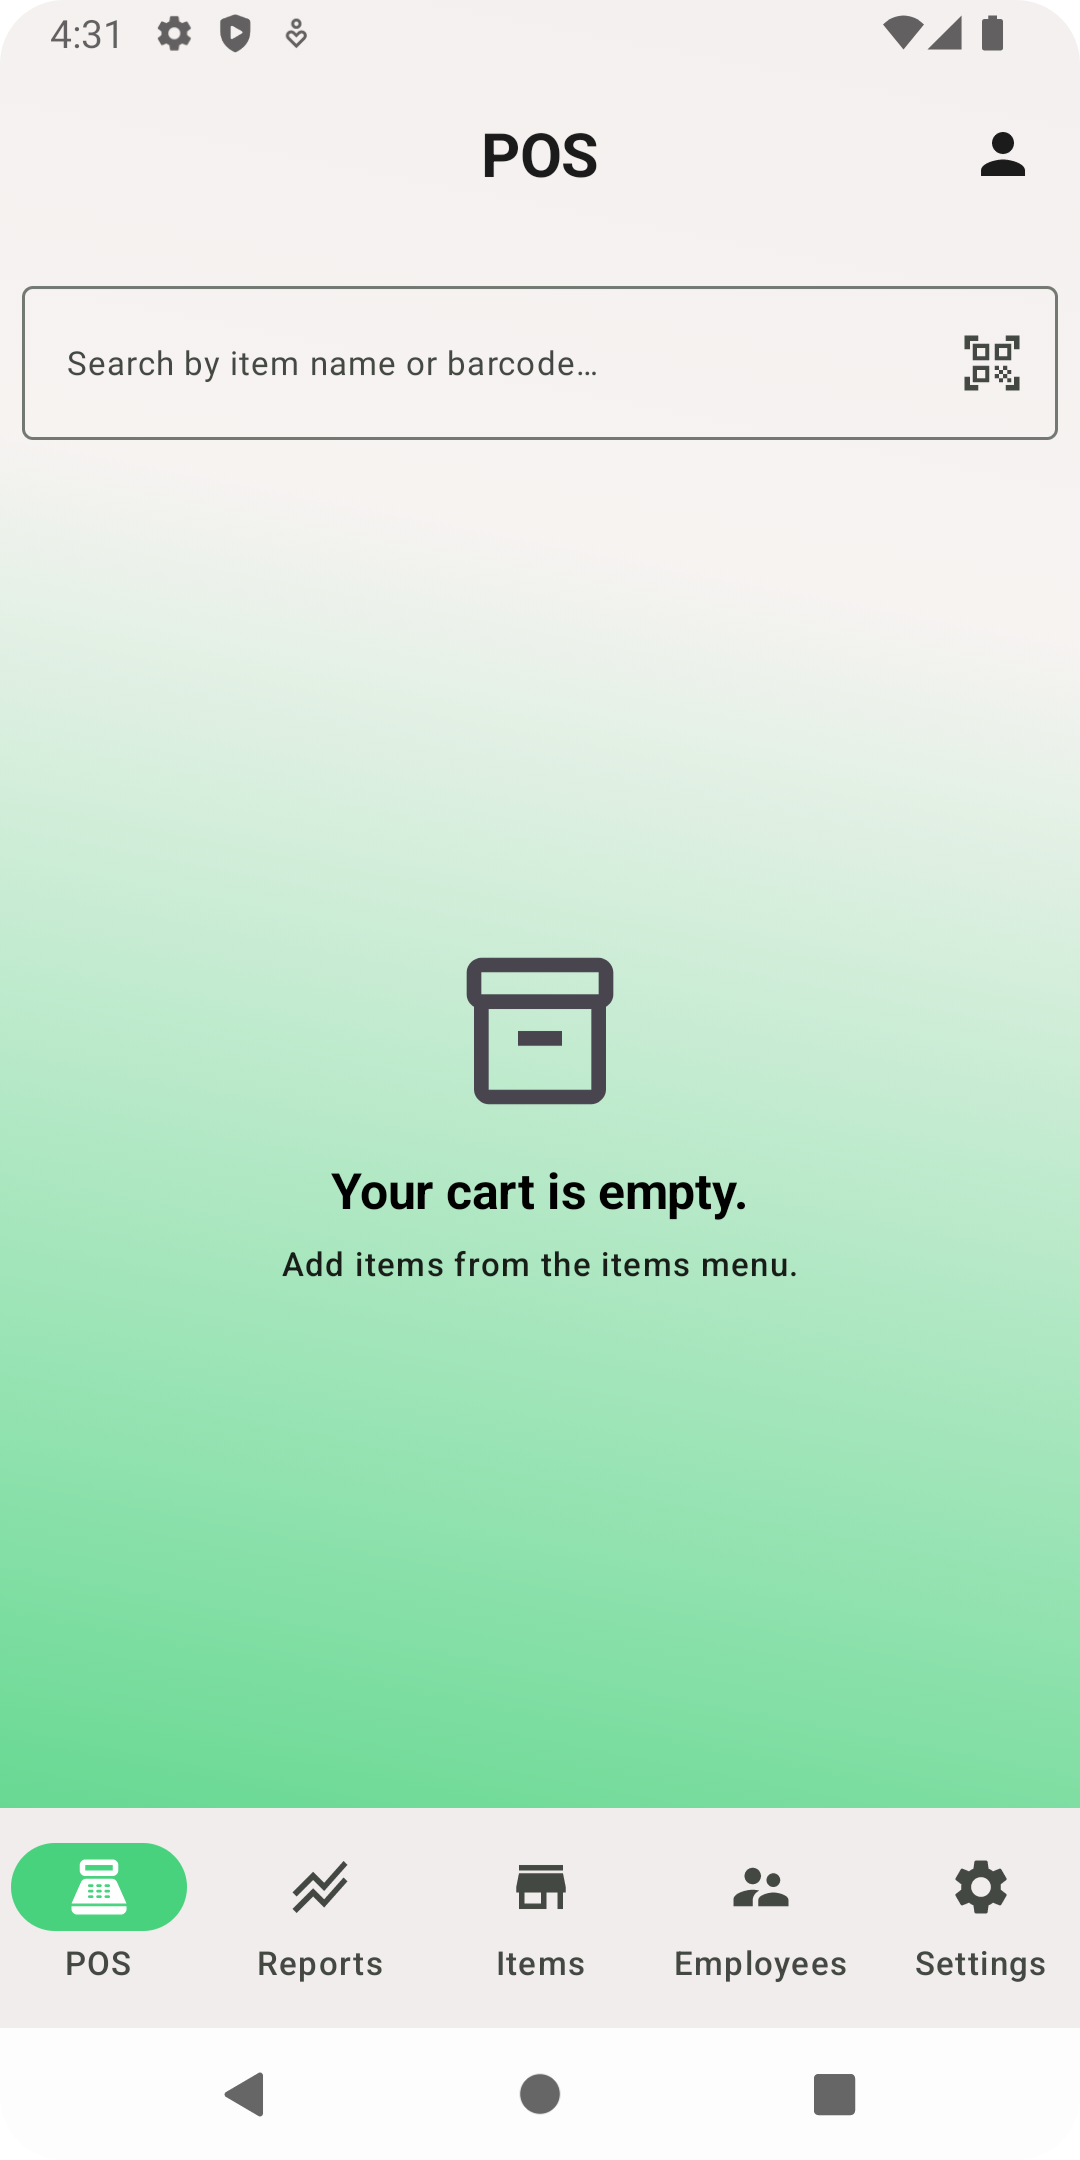 4:31
POS
Search by item name or barcode…
Your cart is empty.
Add items from the items menu.
POS
Reports
Items
Employees
Settings